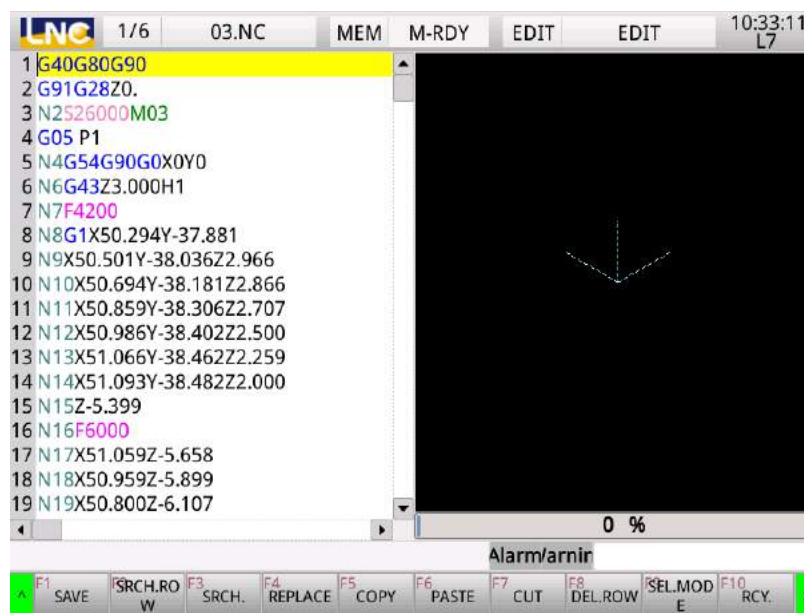 LNC 1/6 03.NC MEM M-RDY EDIT EDIT 10:33:11
L7
1 G40G80G90
2 G91G28Z0.
3 N2S26000M03
4 G05 P1
5 N4G54G90G0X0Y0
6 N6G43Z3.000H1
7 N7F4200
8 N8G1X50.294Y-37.881
9 N9X50.501Y-38.036Z2.966
10 N10X50.694Y-38.181Z2.866
11 N11X50.859Y-38.306Z2.707
12 N12X50.986Y-38.402Z2.500
13 N13X51.066Y-38.462Z2.259
14 N14X51.093Y-38.482Z2.000
15 N15Z-5.399
16 N16F6000
17 N17X51.059Z-5.658
18 N18X50.959Z-5.899
19 N19X50.800Z-6.107
0 %
Alarm/arnir
F1 SAVE
SRCH.RO
W
F3 SRCH.
F4 REPLACE
F5 COPY
F6 PASTE
F7 CUT
F8 DEL.ROW
SEL.MOD
E
F10 RCY.